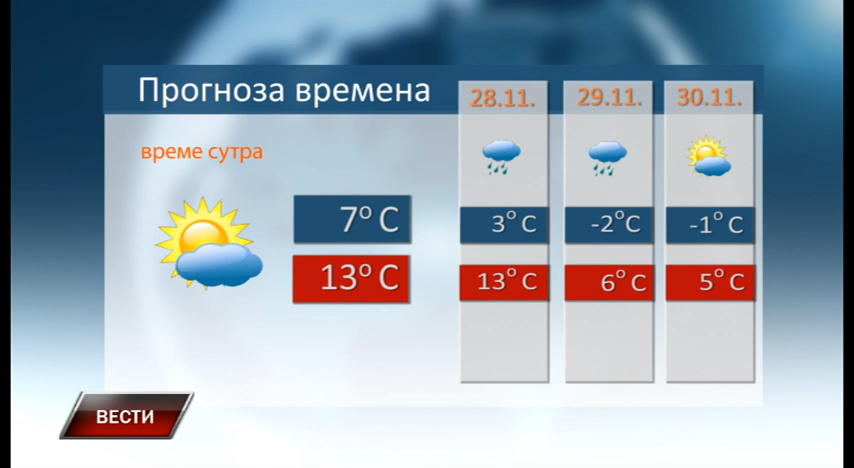 Прогноза времена
време сутра
7° C
13° C
28.11.
3° C
13° C
29.11.
-2°C
6° C
30.11.
-1° C
5° C
ВЕСТИ